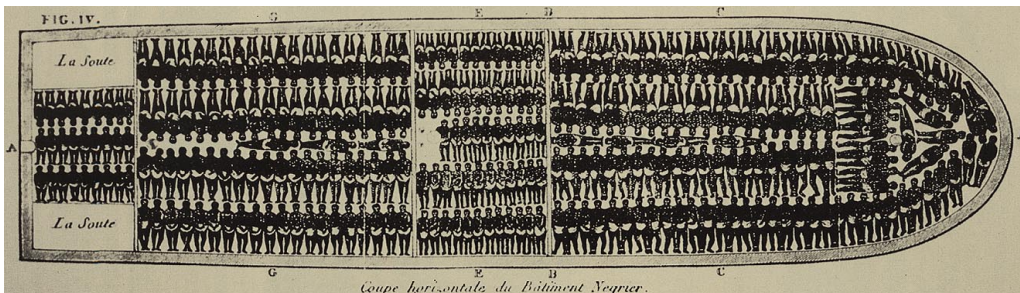 FIG. IV.
G E D C
La Soute
A
La Soute
G E B C
Coupe horizontale du Bâtiment Negrier.